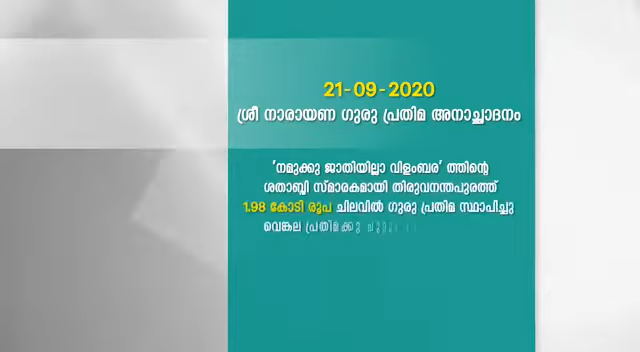 21-09-2020
ശ്രീ നാരായണ ഗുരു പ്രതിമ അനാച്ഛാദനം
'നമുക്കു ജാതിയില്ലാ വിളംബര' ത്തിന്റെ
ശതാബ്ദി സ്മാരകമായി തിരുവനന്തപുരത്ത്
1.98 കോടി രൂപ ചിലവിൽ ഗുരു പ്രതിമ സ്ഥാപിച്ചു
വെങ്കല പ്രതിമക്കു